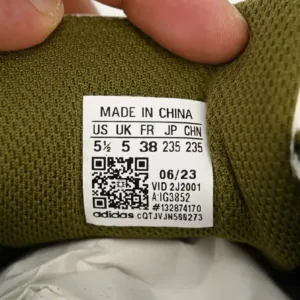 MADE IN CHINA
US UK FR JP CHN
5½ 5 38 235 235
06/23
VID 2J2001
A:IG3852
#132874170
adidas